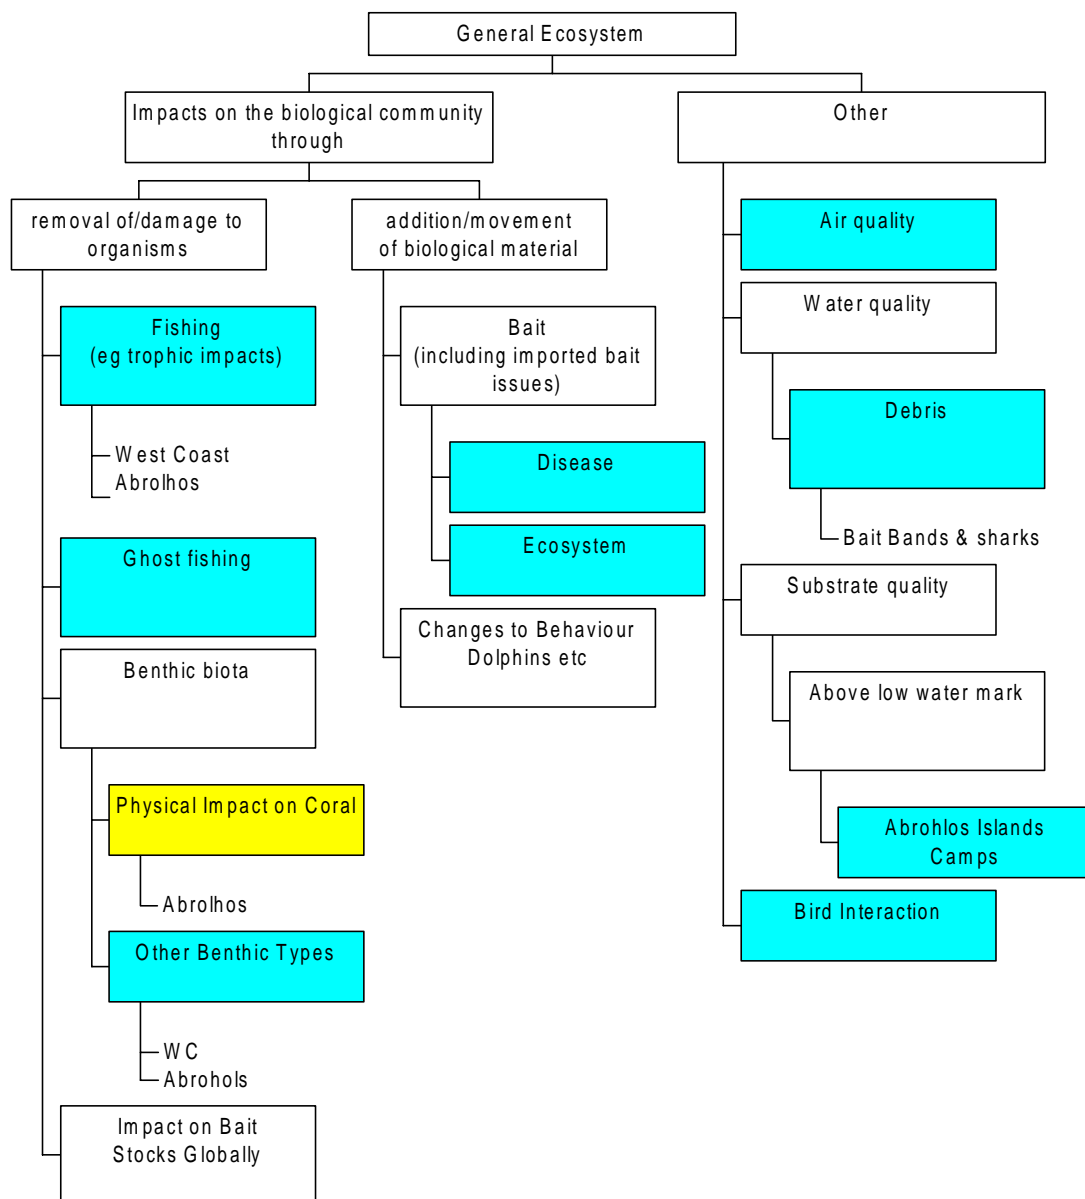 General Ecosystem
Impacts on the biological community
through
Other
removal of/damage to
organisms
addition/movement
of biological material
Fishing
(eg trophic impacts)
West Coast
Abrolhos
Ghost fishing
Benthic biota
Physical Impact on Coral
Abrolhos
Other Benthic Types
WC
Abrohols
Impact on Bait
Stocks Globally
Bait
(including imported bait
issues)
Disease
Ecosystem
Changes to Behaviour
Dolphins etc
Air quality
Water quality
Debris
Bait Bands & sharks
Substrate quality
Above low water mark
Abrohlos Islands
Camps
Bird Interaction